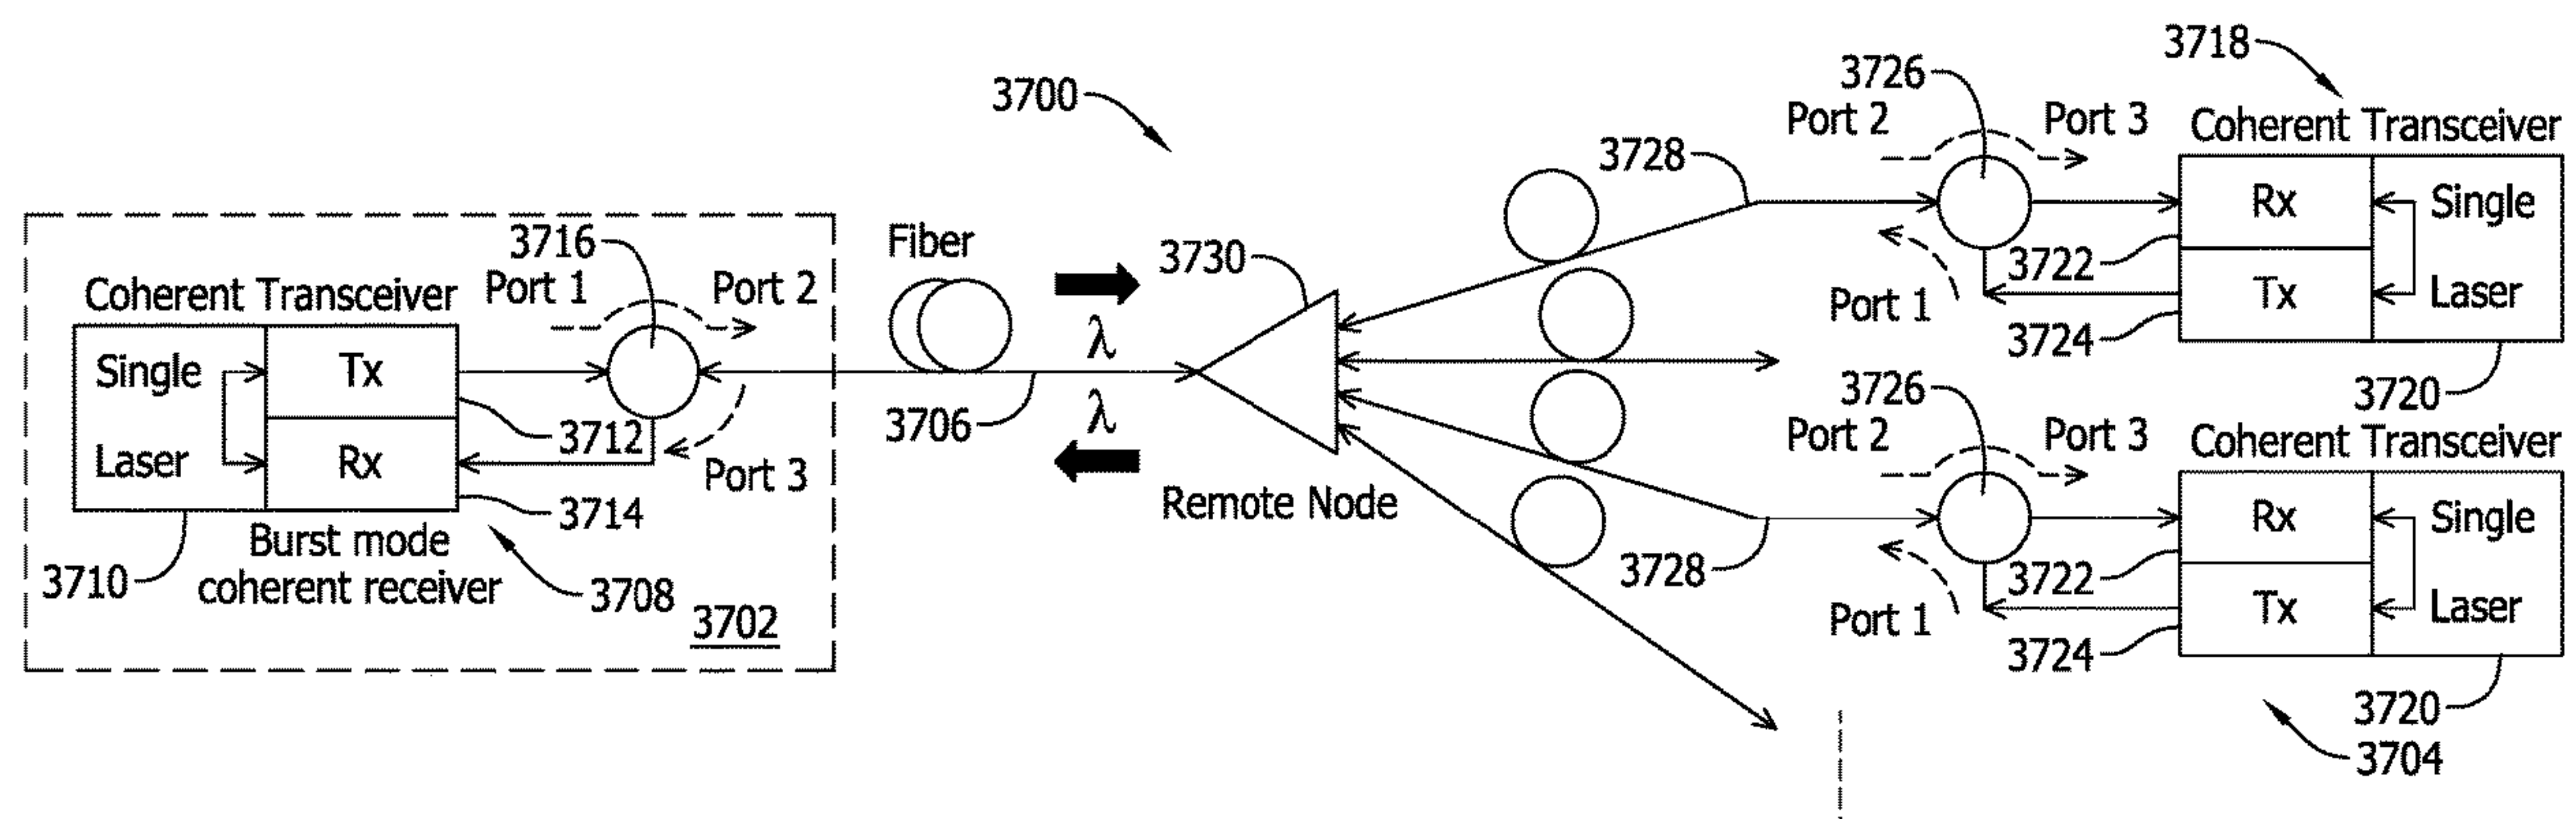 3700
3718
3726
Port 2
Port 3
Coherent Transceiver
3728
Rx
Single
3722
Tx
Laser
Port 1
3724
3720
3716
Port 1
Port 2
Coherent Transceiver
Single
Tx
3712
Laser
Rx
Port 3
3714
Burst mode
coherent receiver
3710
3708
3702
Fiber
λ
λ
3706
3730
Remote Node
3726
Port 2
Port 3
Coherent Transceiver
3728
Rx
Single
3722
Tx
Laser
Port 1
3724
3720
3704